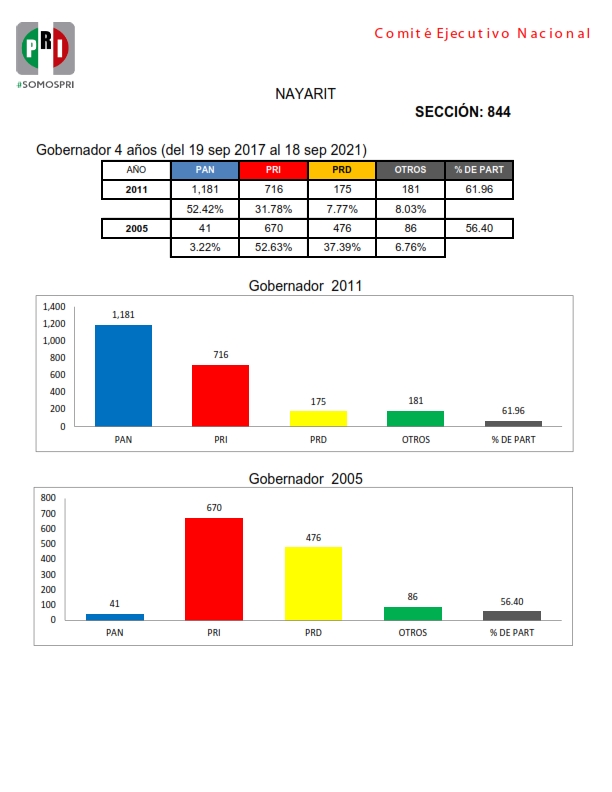 Comité Ejecutivo Nacional
PRI
#SOMOSPRI
NAYARIT
SECCIÓN: 844
Gobernador 4 años (del 19 sep 2017 al 18 sep 2021)
AÑO PAN PRI PRD OTROS % DE PART
2011 1,181 716 175 181 61.96
52.42% 31.78% 7.77% 8.03%
2005 41 670 476 86 56.40
3.22% 52.63% 37.39% 6.76%
Gobernador 2011
1,400
1,200
1,000
800
600
400
200
0
1,181
716
175
181
61.96
PAN PRI PRD OTROS % DE PART
Gobernador 2005
800
700
600
500
400
300
200
100
0
41
670
476
86
56.40
PAN PRI PRD OTROS % DE PART